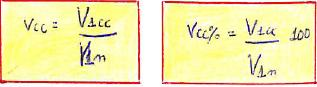 Vcc = V1cc / V1n
Vcc% = V1cc / V1n 100